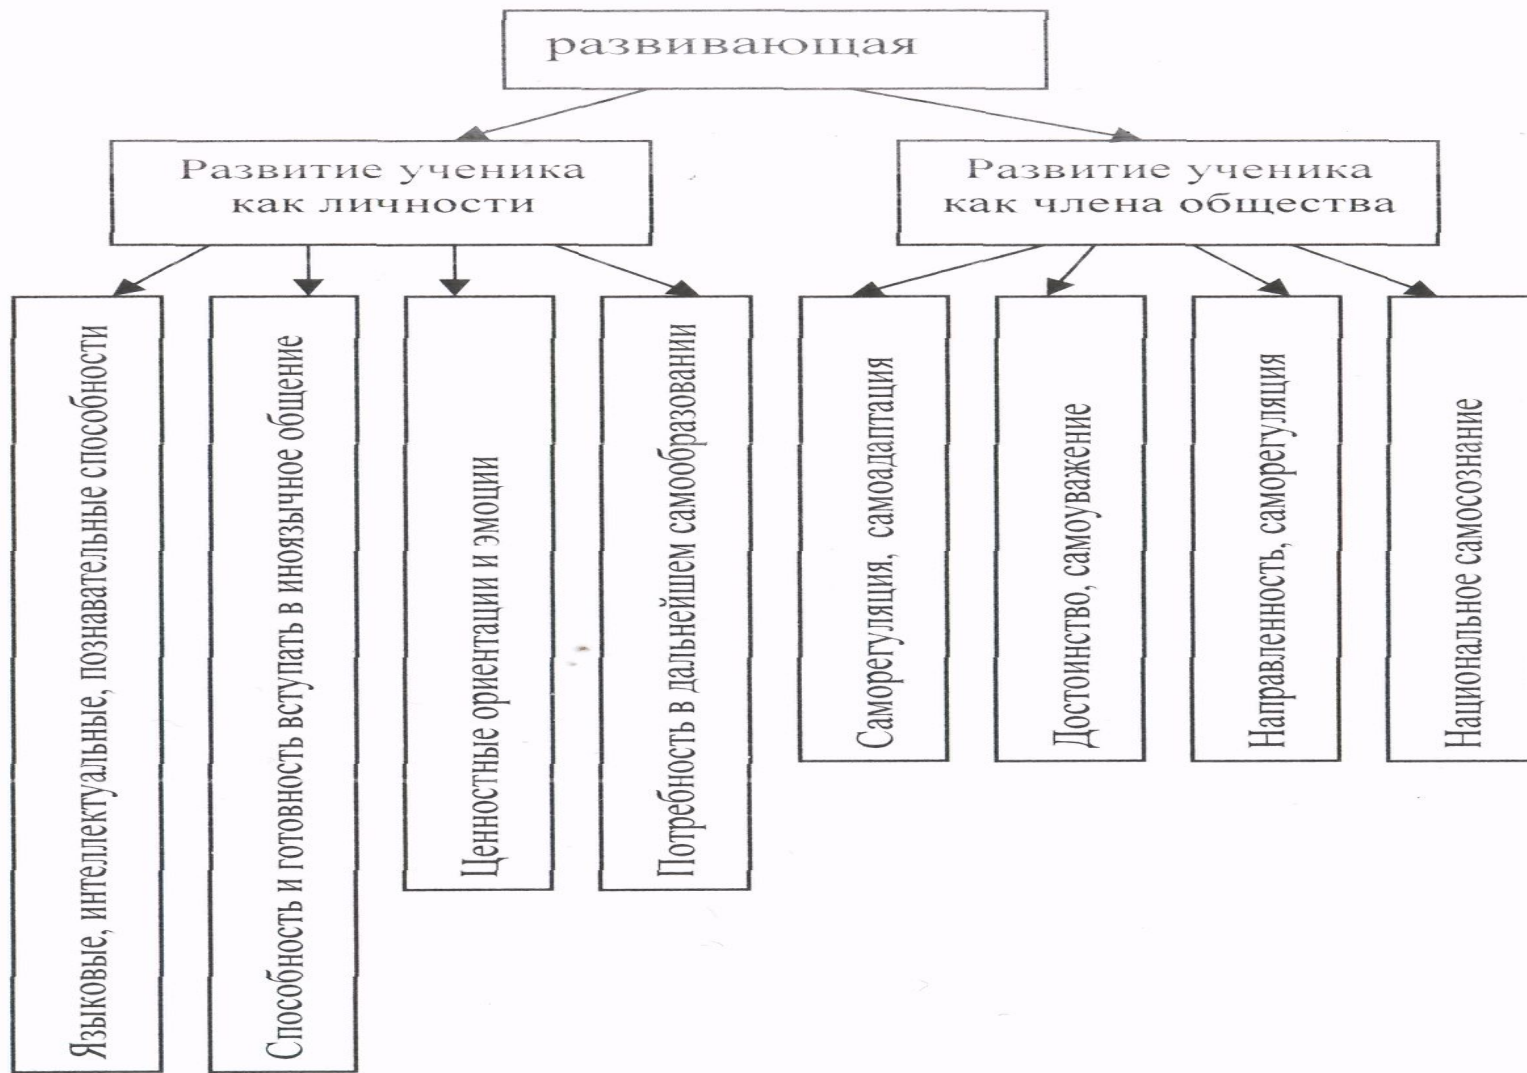 развивающая
Развитие ученика
как личности
Развитие ученика
как члена общества
Языковые, интеллектуальные, познавательные способности
Способность и готовность вступать в иноязычное общение
Ценностные ориентации и эмоции
Потребность в дальнейшем самообразовании
Саморегуляция, самоадаптация
Достоинство, самоуважение
Направленность, саморегуляция
Национальное самосознание